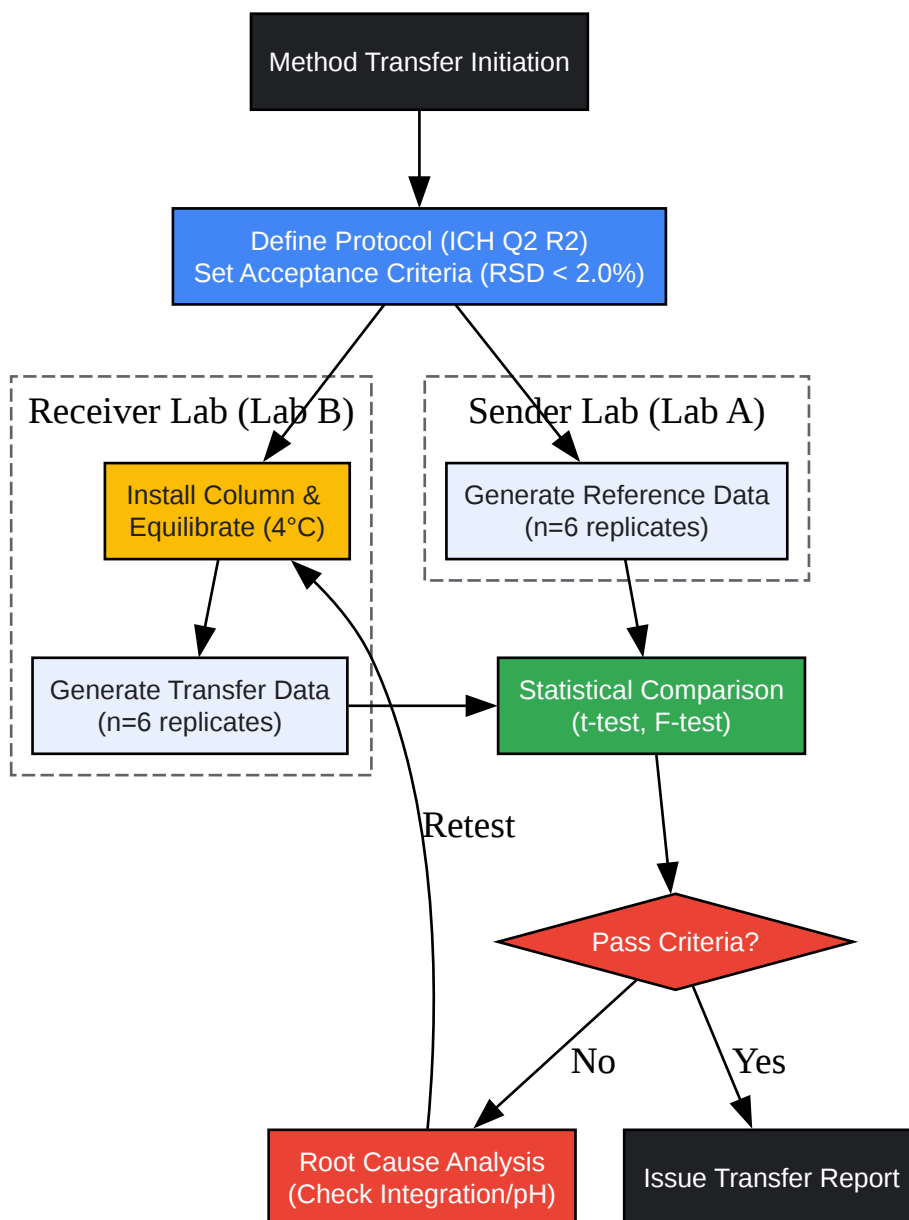 Method Transfer Initiation
Define Protocol (ICH Q2 R2)
Set Acceptance Criteria (RSD < 2.0%)
Receiver Lab (Lab B)
Sender Lab (Lab A)
Install Column &
Equilibrate (4°C)
Generate Reference Data
(n=6 replicates)
Generate Transfer Data
(n=6 replicates)
Statistical Comparison
(t-test, F-test)
Retest
Pass Criteria?
No
Yes
Root Cause Analysis
(Check Integration/pH)
Issue Transfer Report